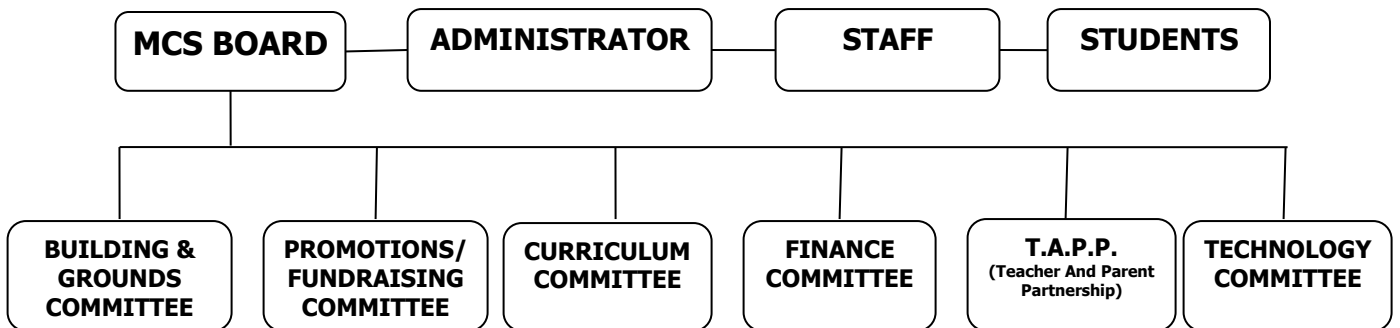 MCS BOARD
ADMINISTRATOR
STAFF
STUDENTS
BUILDING &
GROUNDS
COMMITTEE
PROMOTIONS/
FUNDRAISING
COMMITTEE
CURRICULUM
COMMITTEE
FINANCE
COMMITTEE
T.A.P.P.
(Teacher And Parent
Partnership)
TECHNOLOGY
COMMITTEE